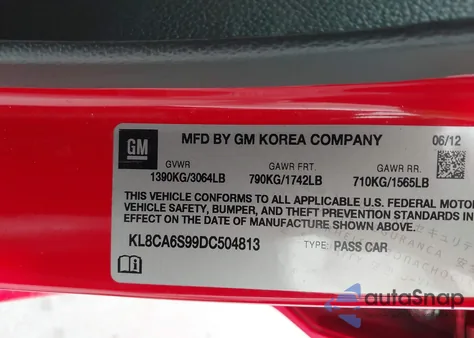 GM
MFD BY GM KOREA COMPANY
06/12
GVWR GAWR FRT. GAWR RR.
1390KG/3064LB 790KG/1742LB 710KG/1565LB
THIS VEHICLE CONFORMS TO ALL APPLICABLE U.S. FEDERAL MOTOR
VEHICLE SAFETY, BUMPER, AND THEFT PREVENTION STANDARDS IN
EFFECT ON THE DATE OF MANUFACTURE SHOWN ABOVE.
KL8CA6S99DC504813 TYPE: PASS CAR
autoSnap